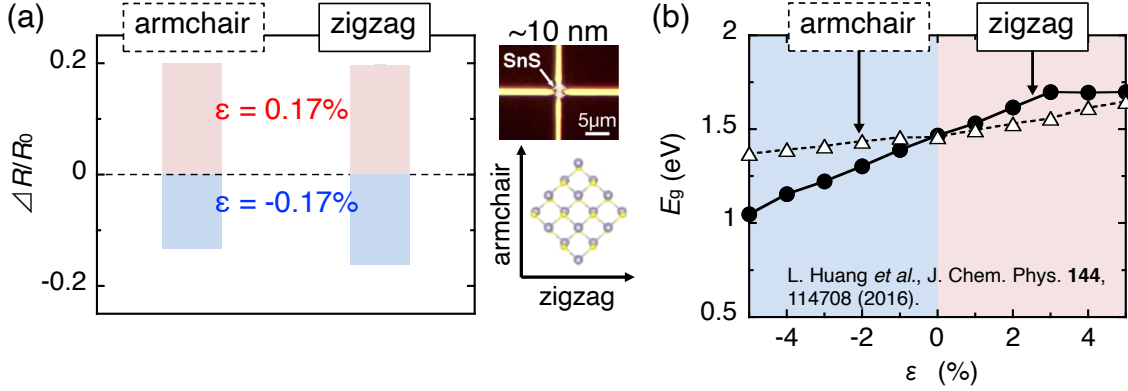 (a)
armchair
zigzag
0.2
0
-0.2
ΔR/R0
ε = 0.17%
ε = -0.17%
~10 nm
SnS
5μm
armchair
zigzag
(b)
armchair
zigzag
2
1.5
1
0.5
Eg (eV)
L. Huang et al., J. Chem. Phys. 144,
114708 (2016).
-4 -2 0 2 4
ε (%)